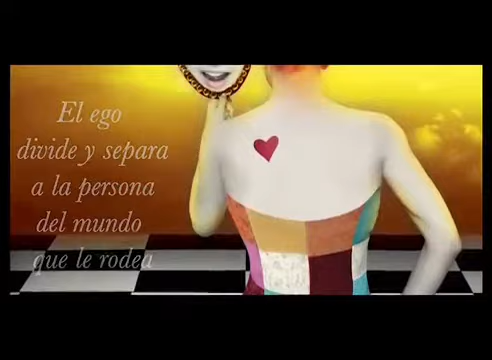 El ego
divide y separa
a la persona
del mundo
que le rodea